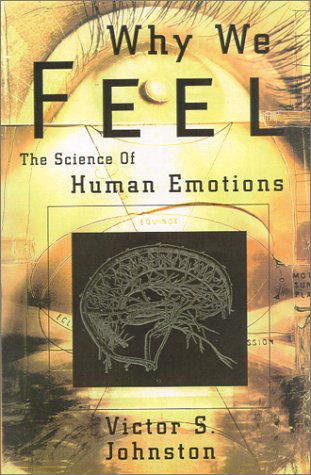 Why We
FEEL
The Science Of
Human Emotions
EQUINOX
Victor S.
Johnston